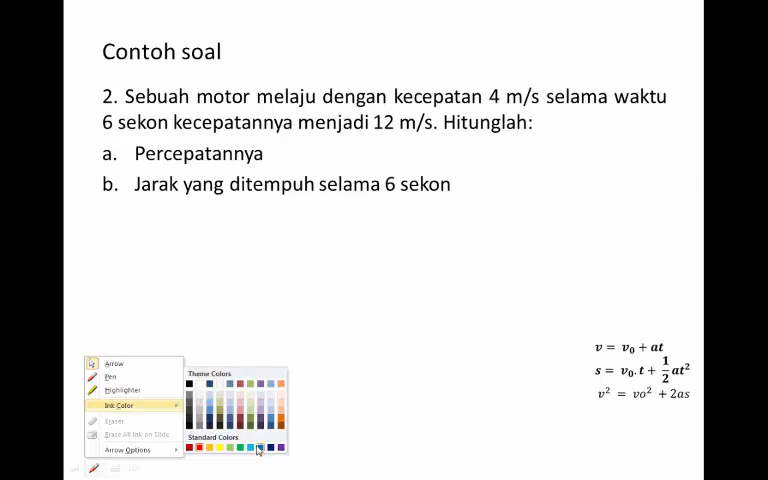 Contoh soal
2. Sebuah motor melaju dengan kecepatan 4 m/s selama waktu
6 sekon kecepatannya menjadi 12 m/s. Hitunglah:
a. Percepatannya
b. Jarak yang ditempuh selama 6 sekon
v = v₀ + at
s = v₀.t + 1/2 at²
v² = vo² + 2as
Arrow
Pen
Highlighter
Ink Color
Eraser
Erase All Ink on Slide
Arrow Options
Theme Colors
Standard Colors